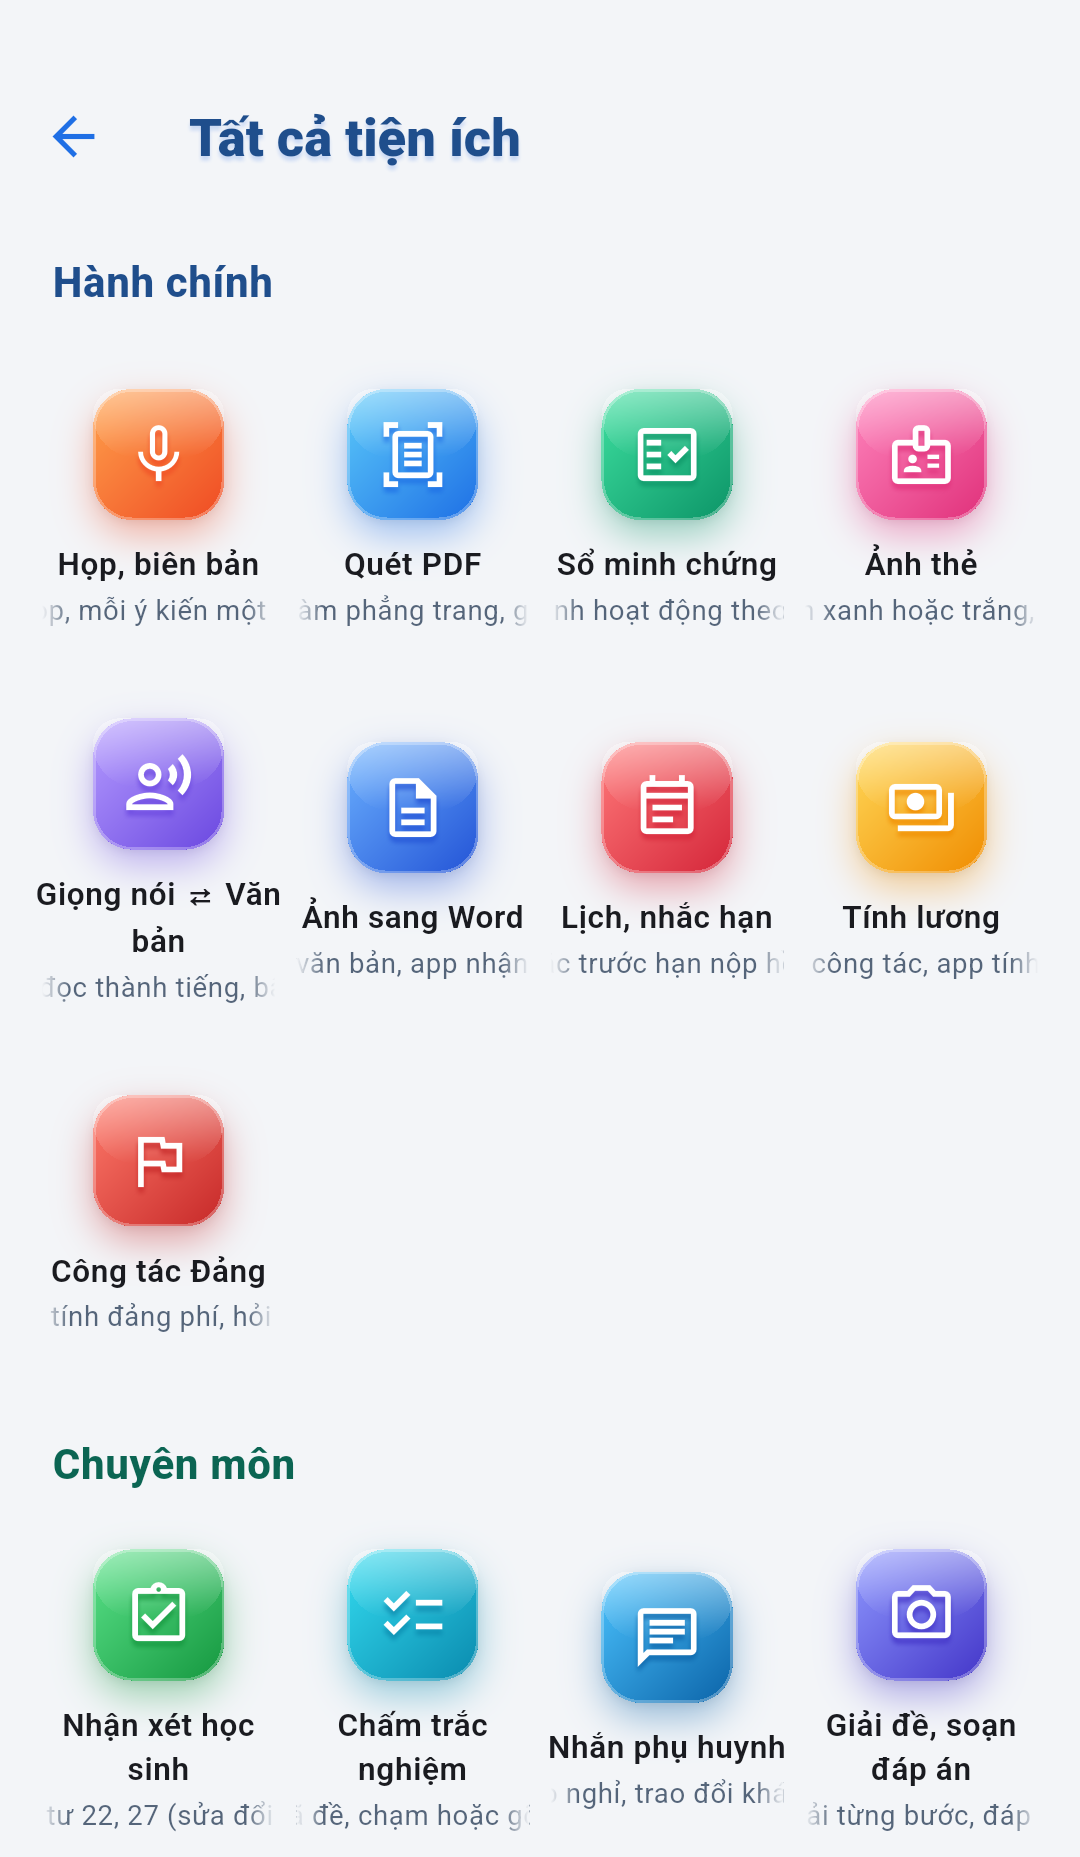 Tất cả tiện ích
Hành chính
Họp, biên bản
Quét PDF
Sổ minh chứng
Ảnh thẻ
mỗi ý kiến một
phẳng trang,
hoạt động theo
xanh hoặc trắng,
Giọng nói ⇄ Văn
bản
đọc thành tiếng,
Ảnh sang Word
văn bản, app nhận
Lịch, nhắc hạn
trước hạn nộp
Tính lương
công tác, app tính
Công tác Đảng
tính đảng phí, hỏi
Chuyên môn
Nhận xét học
sinh
tư 22, 27 (sửa đổi
Chấm trắc
nghiệm
đề, chạm hoặc
Nhắn phụ huynh
nghỉ, trao đổi
Giải đề, soạn
đáp án
từng bước, đáp